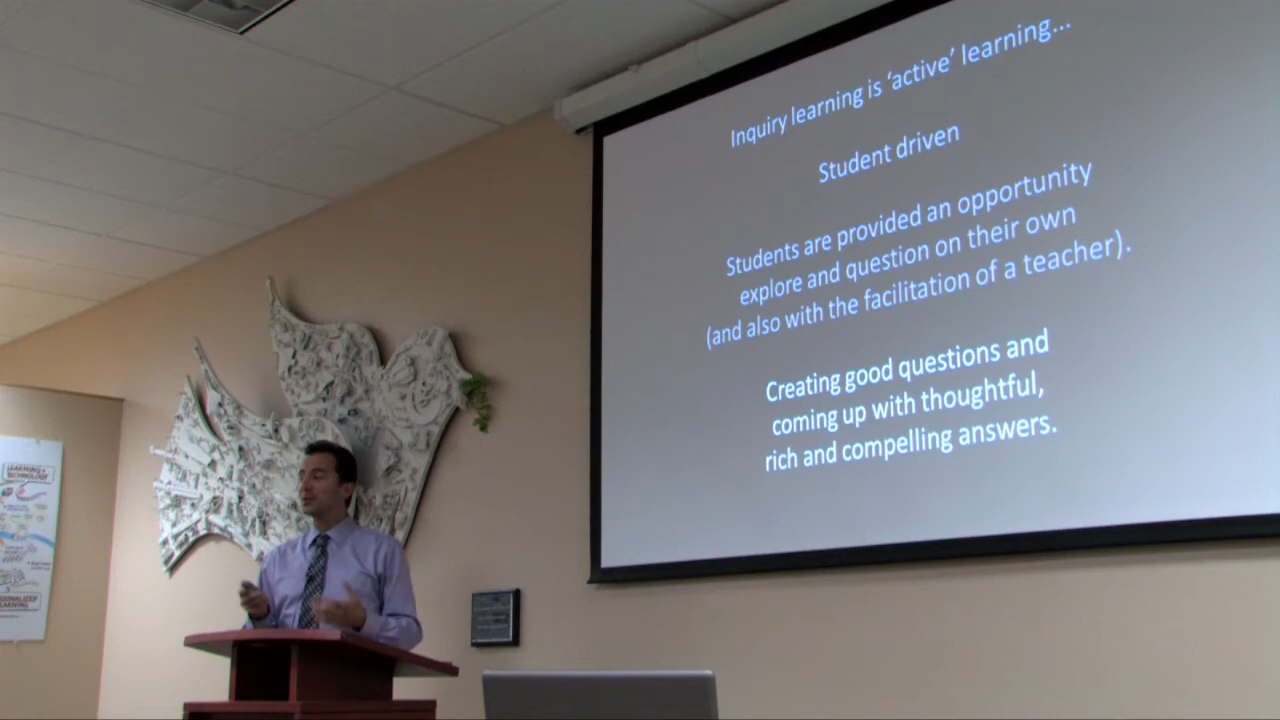 Inquiry learning is ‘active’ learning...
Student driven
Students are provided an opportunity
explore and question on their own
(and also with the facilitation of a teacher).
Creating good questions and
coming up with thoughtful,
rich and compelling answers.
LEARNING +
TECHNOLOGY
LEARNING